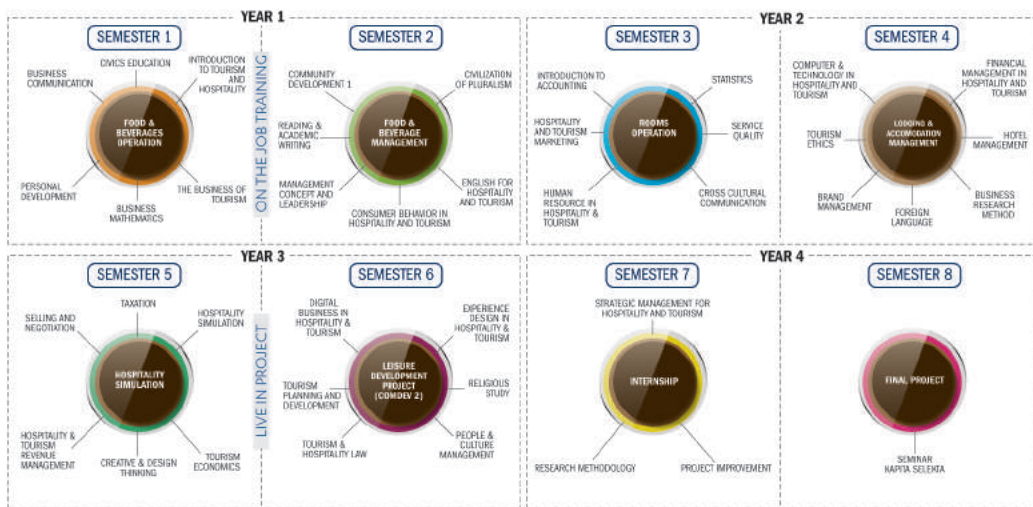 YEAR 1
SEMESTER 1
CIVICS EDUCATION
BUSINESS
COMMUNICATION
INTRODUCTION
TO TOURISM AND
HOSPITALITY
FOOD &
BEVERAGES
OPERATION
PERSONAL
DEVELOPMENT
BUSINESS
MATHEMATICS
THE BUSINESS OF
TOURISM
ON THE JOB TRAINING
SEMESTER 2
COMMUNITY
DEVELOPMENT 1
CIVILIZATION
OF PLURALISM
READING &
ACADEMIC
WRITING
FOOD &
BEVERAGE
MANAGEMENT
MANAGEMENT
CONCEPT AND
LEADERSHIP
ENGLISH FOR
HOSPITALITY
AND TOURISM
CONSUMER BEHAVIOR IN
HOSPITALITY AND TOURISM
YEAR 2
SEMESTER 3
INTRODUCTION TO
ACCOUNTING
STATISTICS
HOSPITALITY
AND TOURISM
MARKETING
ROOMS
OPERATION
SERVICE
QUALITY
HUMAN
RESOURCE IN
HOSPITALITY &
TOURISM
CROSS CULTURAL
COMMUNICATION
SEMESTER 4
COMPUTER &
TECHNOLOGY IN
HOSPITALITY AND
TOURISM
FINANCIAL
MANAGEMENT IN
HOSPITALITY AND
TOURISM
TOURISM
ETHICS
LODGING &
ACCOMODATION
MANAGEMENT
HOTEL
MANAGEMENT
BRAND
MANAGEMENT
FOREIGN
LANGUAGE
BUSINESS
RESEARCH
METHOD
YEAR 3
SEMESTER 5
TAXATION
SELLING AND
NEGOTIATION
HOSPITALITY
SIMULATION
HOSPITALITY
SIMULATION
HOSPITALITY &
TOURISM
REVENUE
MANAGEMENT
CREATIVE & DESIGN
THINKING
TOURISM
ECONOMICS
LIVE IN PROJECT
SEMESTER 6
DIGITAL
BUSINESS IN
HOSPITALITY &
TOURISM
EXPERIENCE
DESIGN IN
HOSPITALITY
& TOURISM
TOURISM
PLANNING AND
DEVELOPMENT
LEISURE
DEVELOPMENT
PROJECT
(COMDEV 2)
RELIGIOUS
STUDY
TOURISM &
HOSPITALITY LAW
PEOPLE &
CULTURE
MANAGEMENT
YEAR 4
SEMESTER 7
STRATEGIC MANAGEMENT FOR
HOSPITALITY AND TOURISM
INTERNSHIP
RESEARCH METHODOLOGY
PROJECT IMPROVEMENT
SEMESTER 8
FINAL PROJECT
SEMINAR
KAPITA SELEKTA